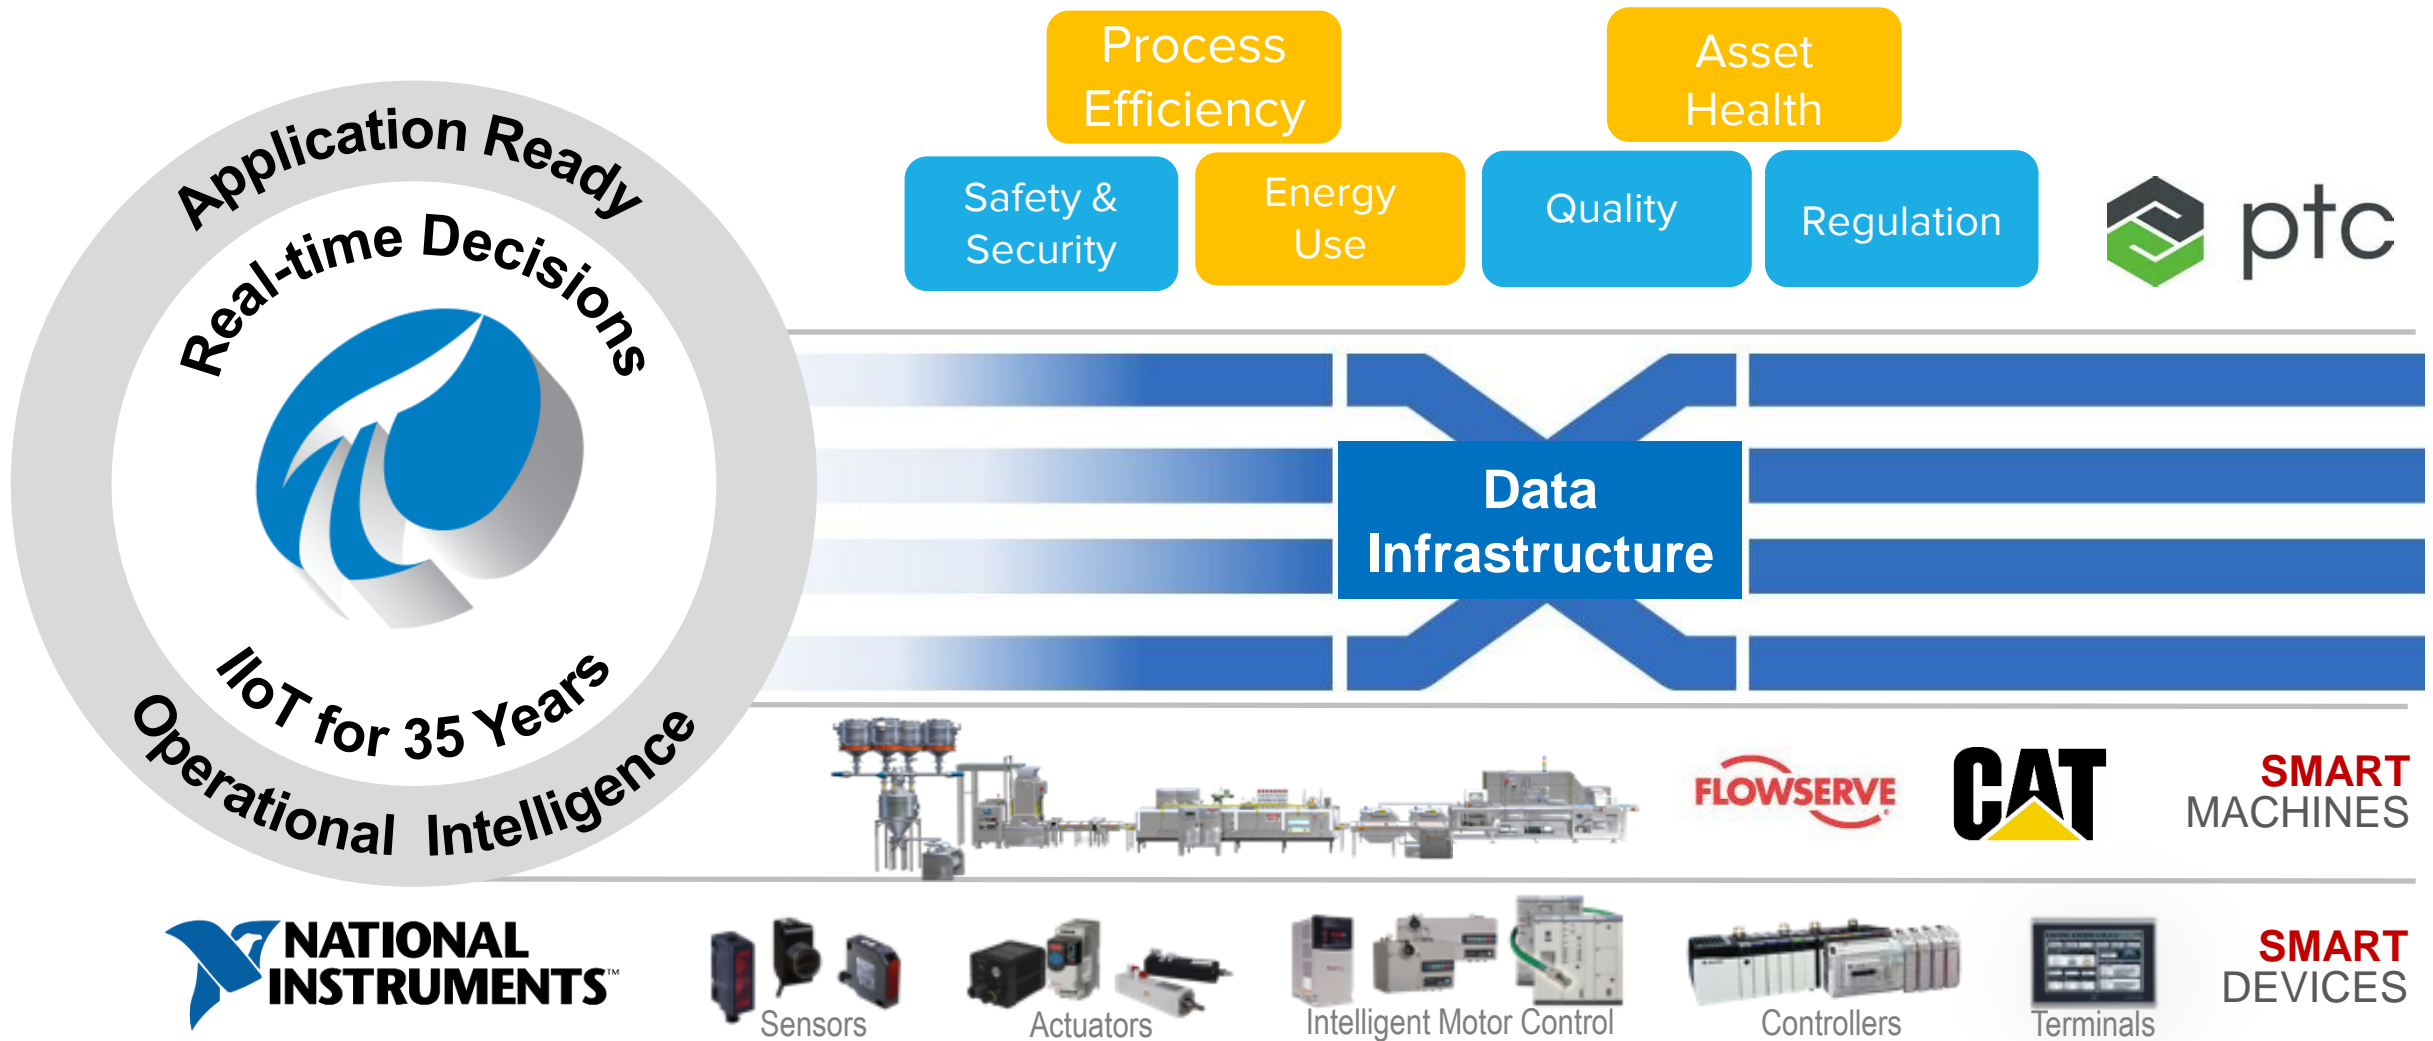 Application Ready
Real-time Decisions
IIoT for 35 Years
Operational Intelligence
Process
Efficiency
Asset
Health
Safety &
Security
Energy
Use
Quality
Regulation
ptc
Data
Infrastructure
FLOWSERVE
CAT
SMART
MACHINES
NATIONAL
INSTRUMENTS™
Sensors
Actuators
Intelligent Motor Control
Controllers
Terminals
SMART
DEVICES